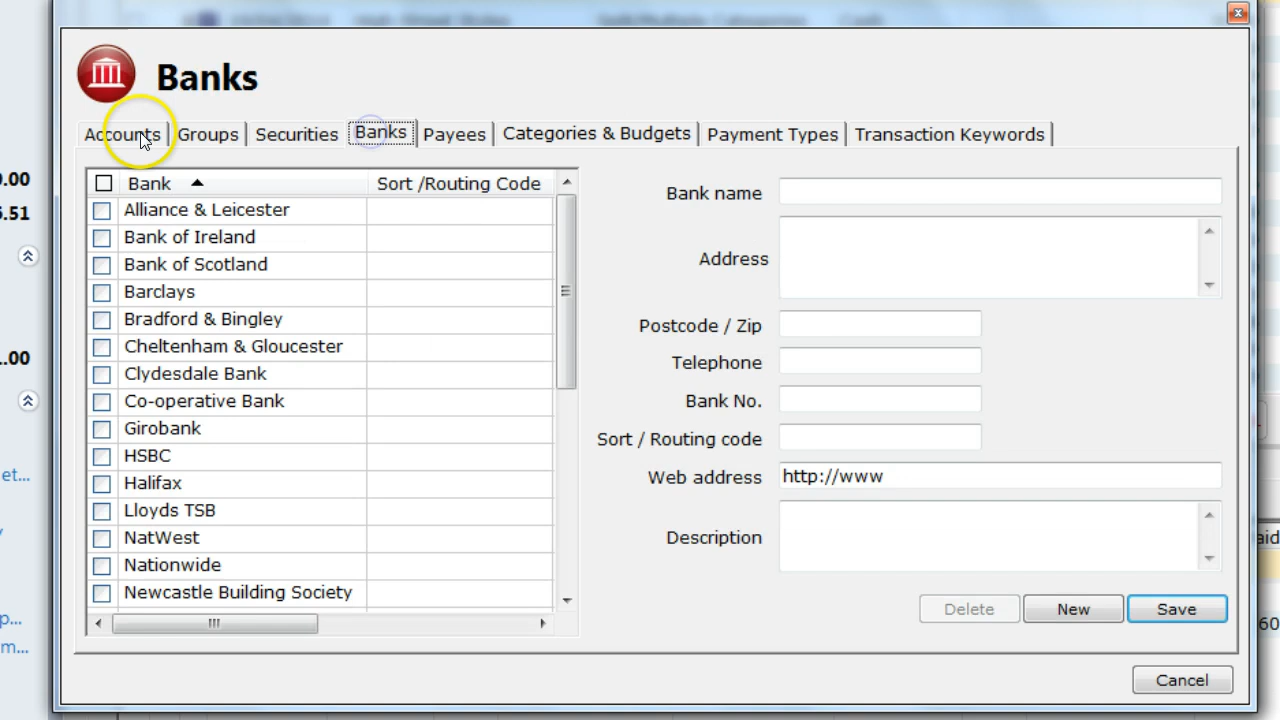 Banks
Accounts Groups Securities Banks Payees Categories & Budgets Payment Types Transaction Keywords
Bank Sort /Routing Code
Alliance & Leicester
Bank of Ireland
Bank of Scotland
Barclays
Bradford & Bingley
Cheltenham & Gloucester
Clydesdale Bank
Co-operative Bank
Girobank
HSBC
Halifax
Lloyds TSB
NatWest
Nationwide
Newcastle Building Society
Bank name
Address
Postcode / Zip
Telephone
Bank No.
Sort / Routing code
Web address http://www
Description
Delete New Save
Cancel